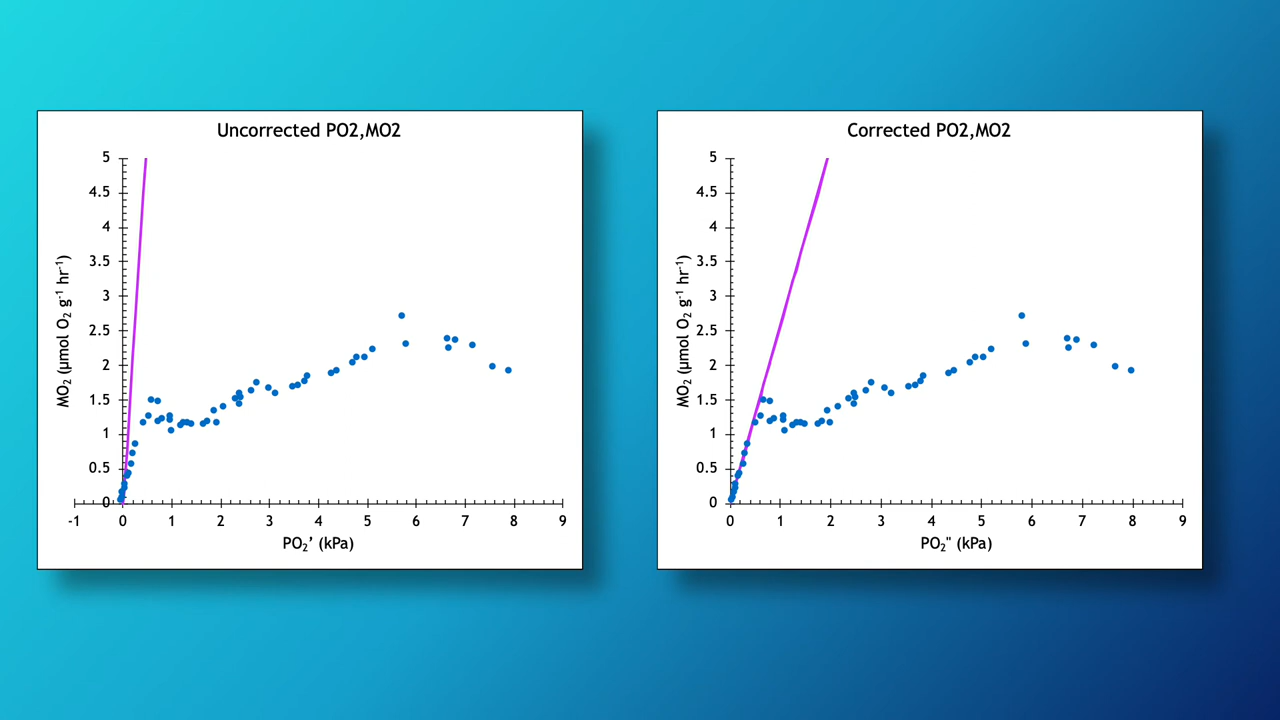 Uncorrected PO2,MO2
5
4.5
4
3.5
3
2.5
2
1.5
1
0.5
0
MO₂ (µmol O₂ g⁻¹ hr⁻¹)
-1 0 1 2 3 4 5 6 7 8 9
PO₂’ (kPa)
Corrected PO2,MO2
5
4.5
4
3.5
3
2.5
2
1.5
1
0.5
0
MO₂ (µmol O₂ g⁻¹ hr⁻¹)
0 1 2 3 4 5 6 7 8 9
PO₂" (kPa)